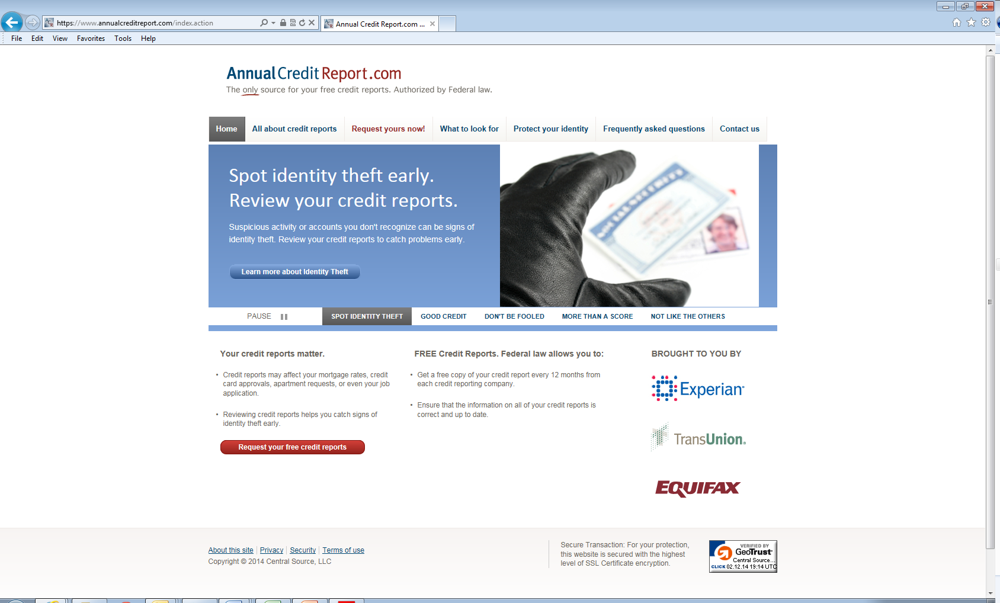 https://www.annualcreditreport.com/index.action
Annual Credit Report.com ...
File Edit View Favorites Tools Help
AnnualCreditReport.com
The only source for your free credit reports. Authorized by Federal law.
Home All about credit reports Request yours now! What to look for Protect your identity Frequently asked questions Contact us
Spot identity theft early.
Review your credit reports.
Suspicious activity or accounts you don't recognize can be signs of
identity theft. Review your credit reports to catch problems early.
Learn more about Identity Theft
SOCIAL SECURITY
PAUSE SPOT IDENTITY THEFT GOOD CREDIT DON'T BE FOOLED MORE THAN A SCORE NOT LIKE THE OTHERS
Your credit reports matter.
• Credit reports may affect your mortgage rates, credit
card approvals, apartment requests, or even your job
application.
• Reviewing credit reports helps you catch signs of
identity theft early.
Request your free credit reports
FREE Credit Reports. Federal law allows you to:
• Get a free copy of your credit report every 12 months from
each credit reporting company.
• Ensure that the information on all of your credit reports is
correct and up to date.
BROUGHT TO YOU BY
Experian
TransUnion.
EQUIFAX
About this site Privacy Security Terms of use
Copyright © 2014 Central Source, LLC
Secure Transaction: For your protection,
this website is secured with the highest
level of SSL Certificate encryption.
VERIFIED BY
GeoTrust
Central Source...
CLICK 02.12.14 19:14 UTC